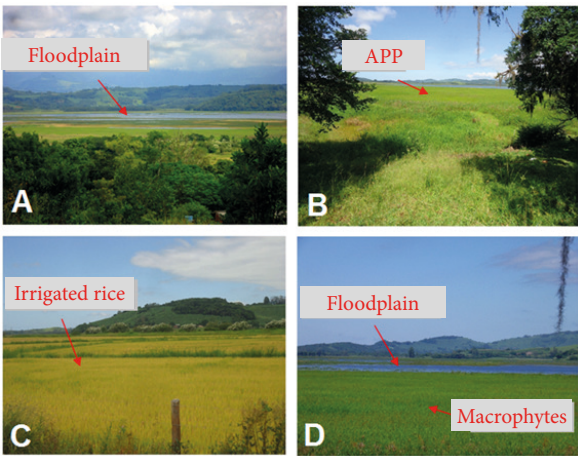 Floodplain
A
APP
B
Irrigated rice
C
Floodplain
Macrophytes
D